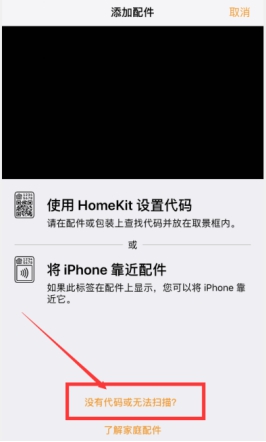 添加配件
取消
使用 HomeKit 设置代码
请在配件或包装上查找代码并放在取景框内。
或
将 iPhone 靠近配件
如果此标签在配件上显示，您可以将 iPhone 靠
近它。
没有代码或无法扫描?
了解家庭配件